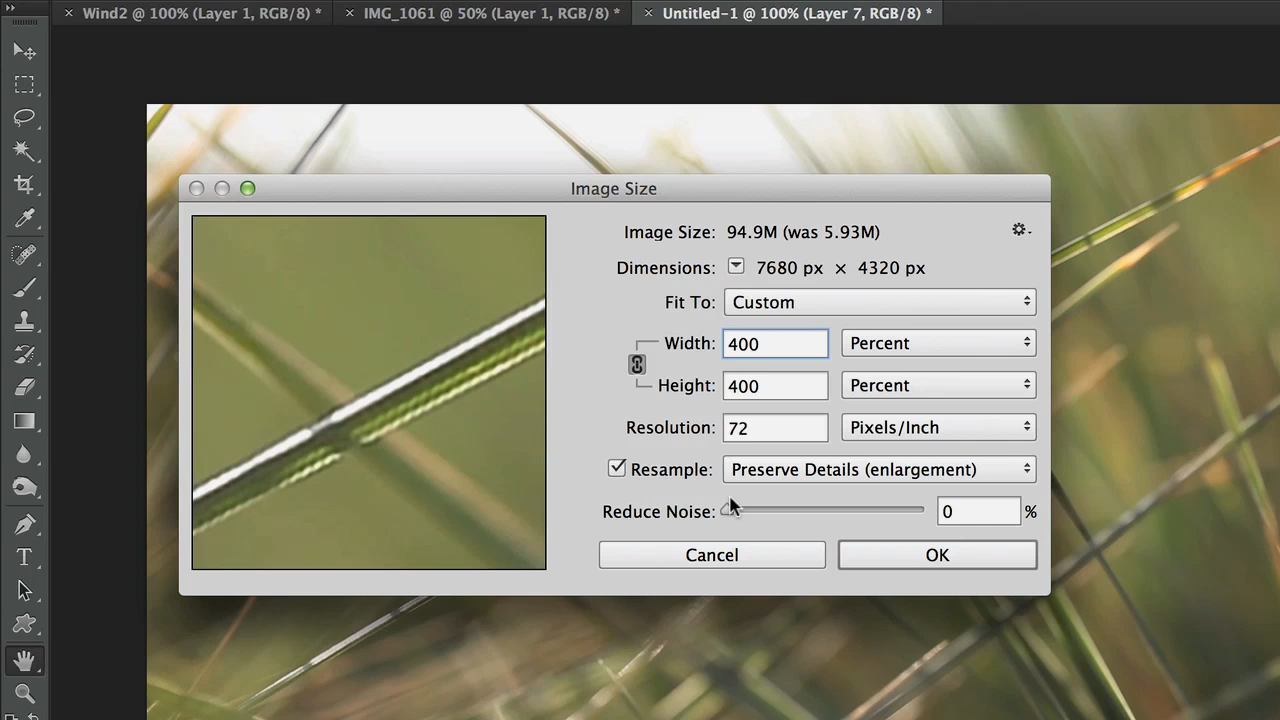 Wind2 @ 100% (Layer 1, RGB/8) *
IMG_1061 @ 50% (Layer 1, RGB/8) *
Untitled-1 @ 100% (Layer 7, RGB/8) *
Image Size
Image Size: 94.9M (was 5.93M)
Dimensions: 7680 px × 4320 px
Fit To: Custom
Width: 400 Percent
Height: 400 Percent
Resolution: 72 Pixels/Inch
Resample: Preserve Details (enlargement)
Reduce Noise: 0 %
Cancel OK
T